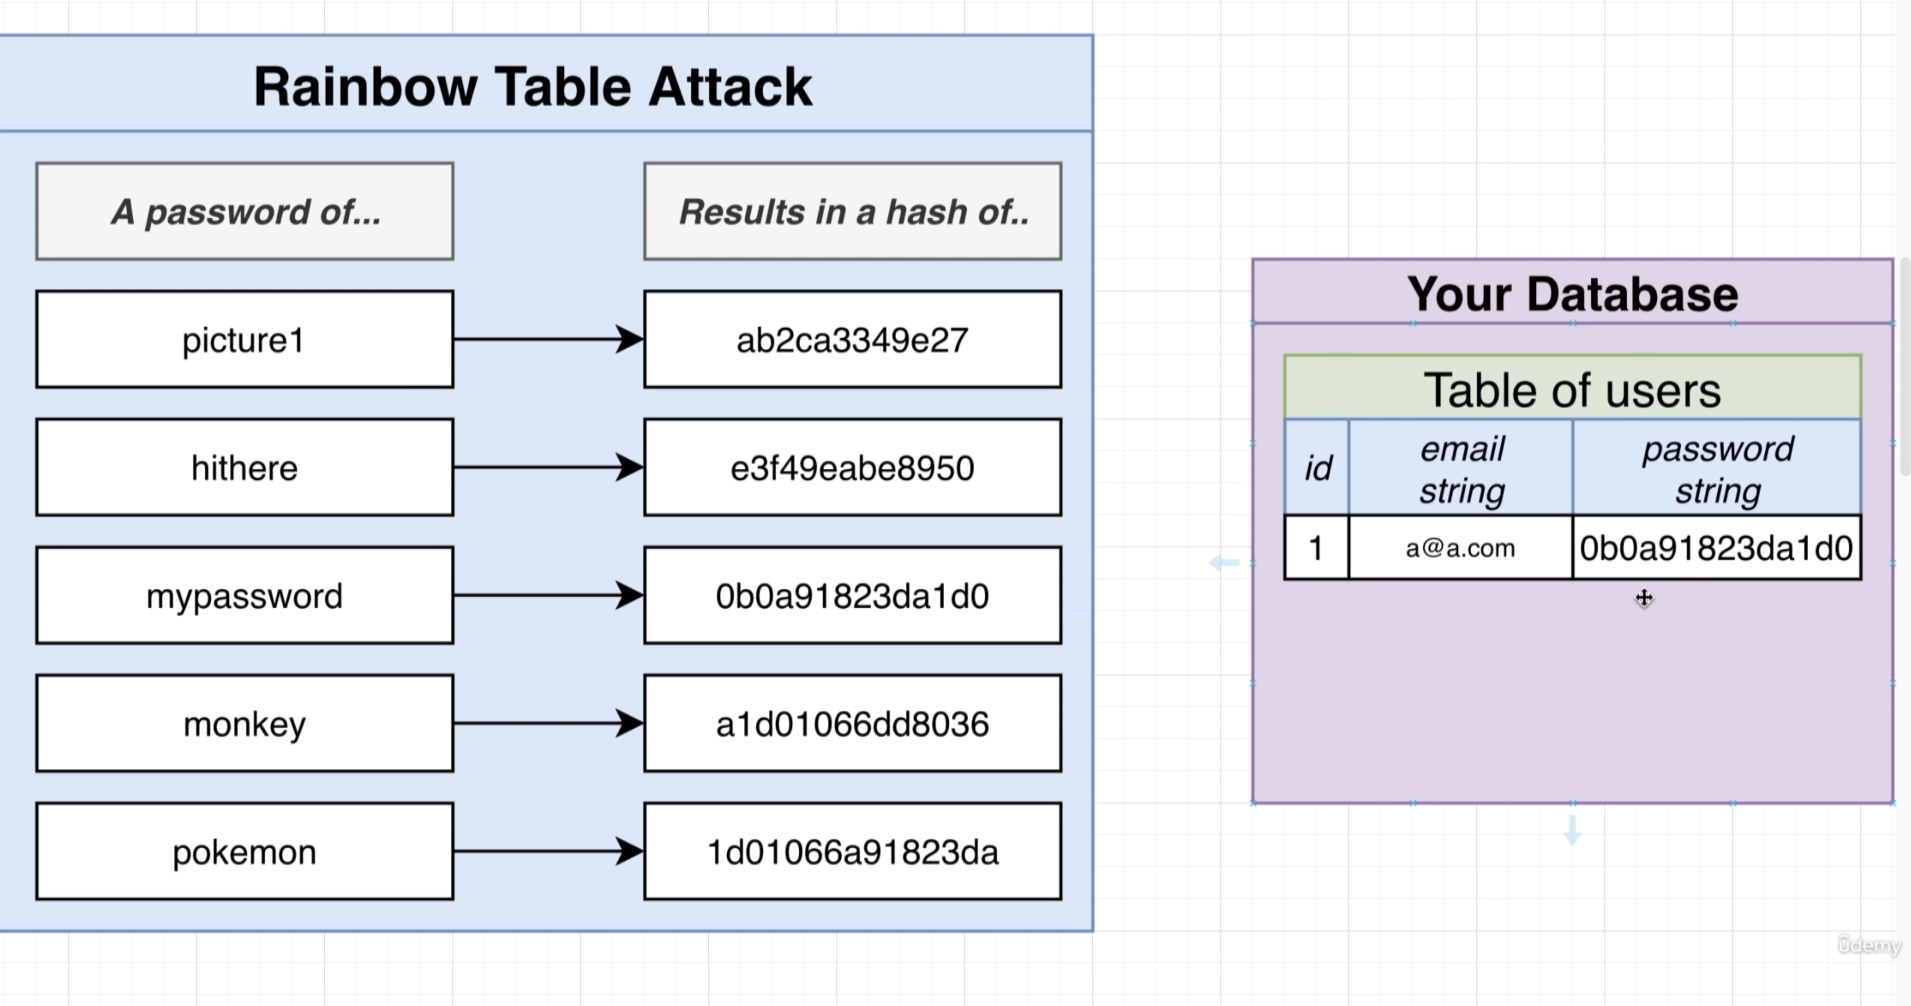 Rainbow Table Attack
A password of...
Results in a hash of..
picture1
ab2ca3349e27
hithere
e3f49eabe8950
mypassword
0b0a91823da1d0
monkey
a1d01066dd8036
pokemon
1d01066a91823da
Your Database
Table of users
id
email
string
password
string
1
a@a.com
0b0a91823da1d0
ûdemy